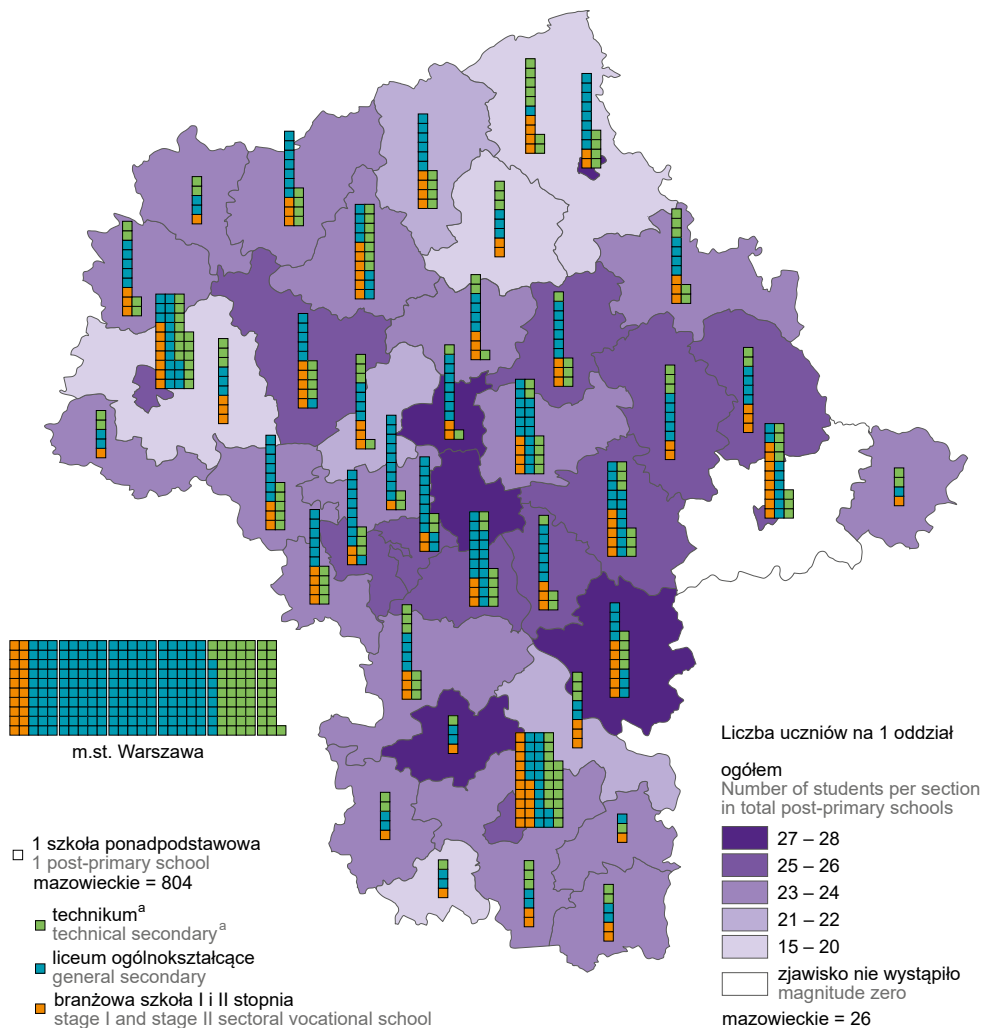 m.st. Warszawa
1 szkoła ponadpodstawowa
1 post-primary school
mazowieckie = 804
technikumᵃ
technical secondaryᵃ
liceum ogólnokształcące
general secondary
branżowa szkoła I i II stopnia
stage I and stage II sectoral vocational school
Liczba uczniów na 1 oddział
ogółem
Number of students per section
in total post-primary schools
27 – 28
25 – 26
23 – 24
21 – 22
15 – 20
zjawisko nie wystąpiło
magnitude zero
mazowieckie = 26